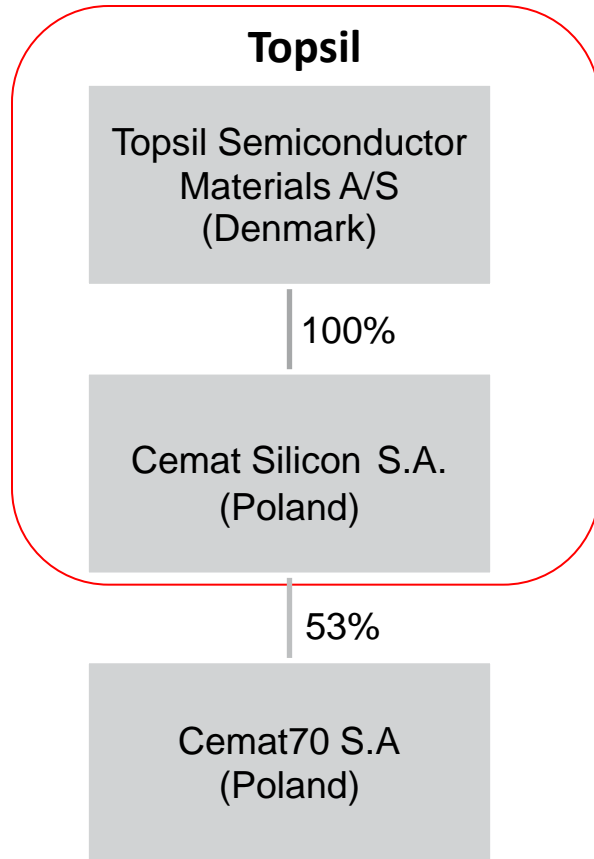 Topsil
Topsil Semiconductor
Materials A/S
(Denmark)
100%
Cemat Silicon S.A.
(Poland)
53%
Cemat70 S.A
(Poland)